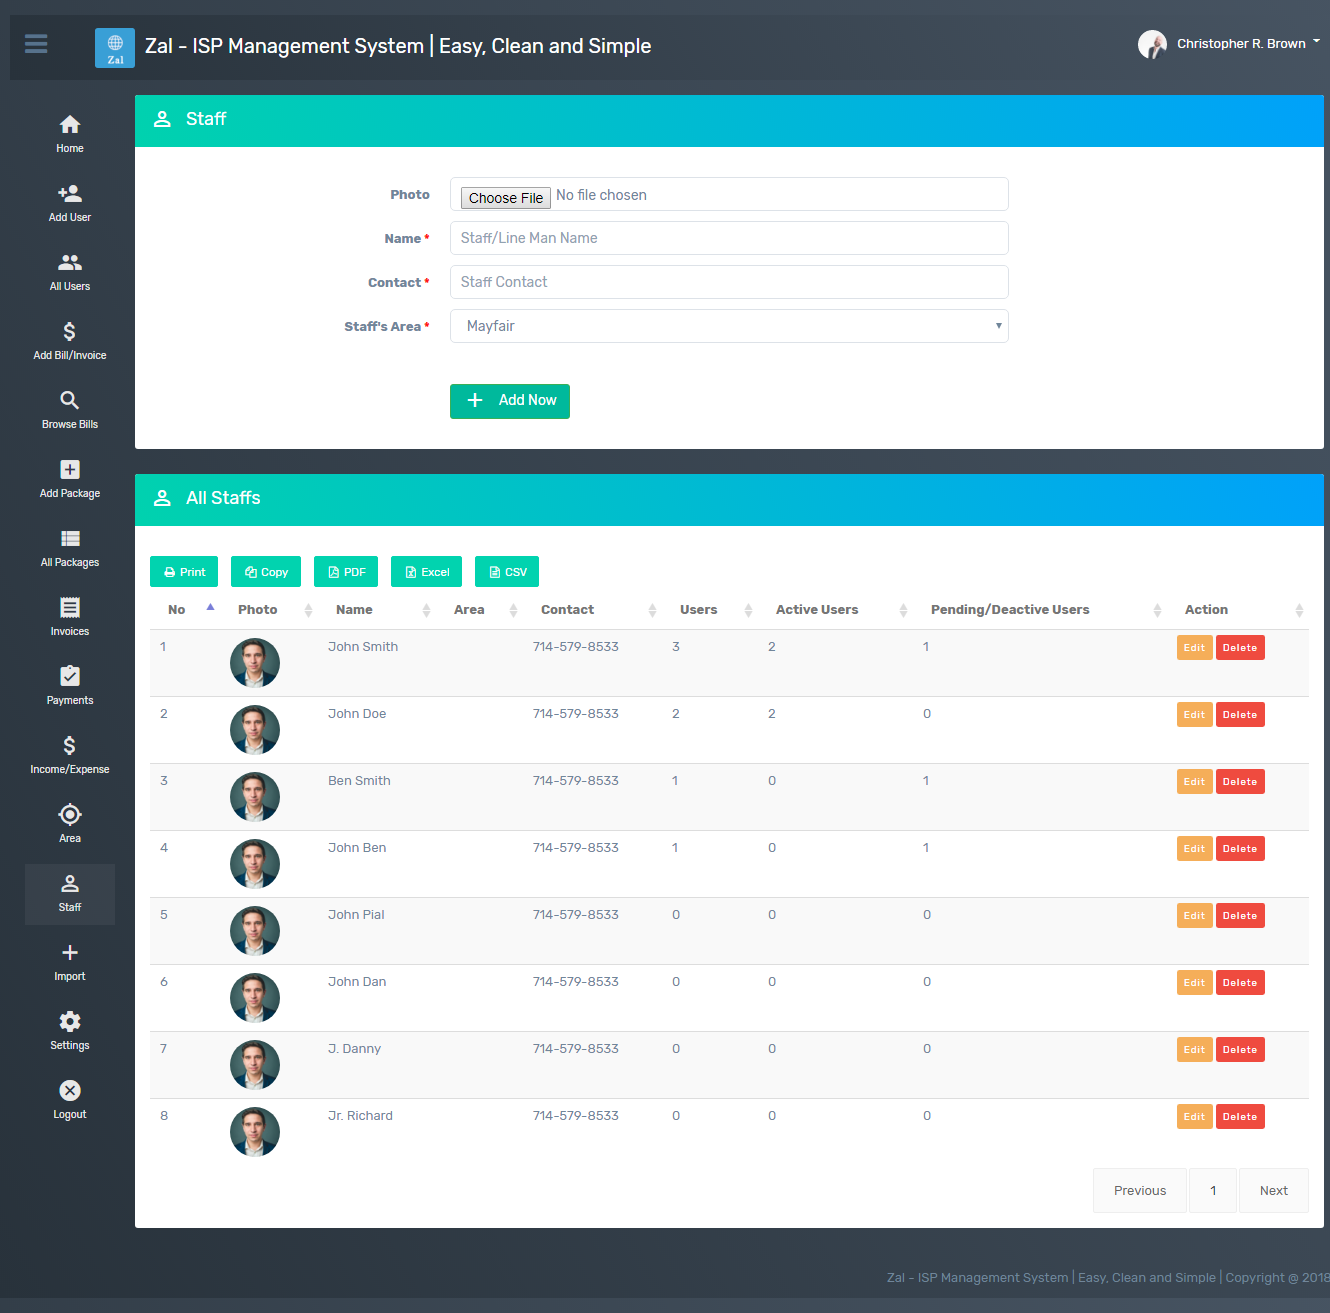 Zal
Zal - ISP Management System | Easy, Clean and Simple
Christopher R. Brown
Home
Add User
All Users
Add Bill/Invoice
Browse Bills
Add Package
All Packages
Invoices
Payments
Income/Expense
Area
Staff
Import
Settings
Logout
Staff
Photo Choose File No file chosen
Name * Staff/Line Man Name
Contact * Staff Contact
Staff's Area * Mayfair
Add Now
All Staffs
Print Copy PDF Excel CSV
No Photo Name Area Contact Users Active Users Pending/Deactive Users Action
1 John Smith 714-579-8533 3 2 1 Edit Delete
2 John Doe 714-579-8533 2 2 0 Edit Delete
3 Ben Smith 714-579-8533 1 0 1 Edit Delete
4 John Ben 714-579-8533 1 0 1 Edit Delete
5 John Pial 714-579-8533 0 0 0 Edit Delete
6 John Dan 714-579-8533 0 0 0 Edit Delete
7 J. Danny 714-579-8533 0 0 0 Edit Delete
8 Jr. Richard 714-579-8533 0 0 0 Edit Delete
Previous 1 Next
Zal - ISP Management System | Easy, Clean and Simple | Copyright @ 2018